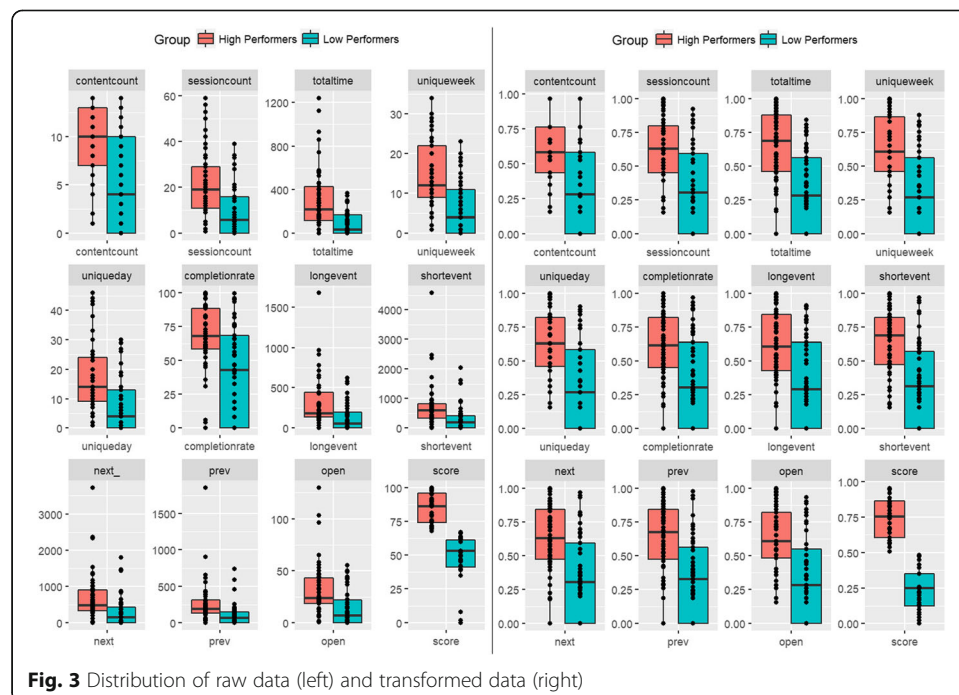 Group High Performers Low Performers Group High Performers Low Performers
contentcount sessioncount totaltime uniqueweek contentcount sessioncount totaltime uniqueweek
60 1.00 1.00 1.00 1.00
1200 30
10 40 0.75 0.75 0.75 0.75
800 20
0.50 0.50 0.50 0.50
5 20 400 10
0.25 0.25 0.25 0.25
0 0 0 0 0.00 0.00 0.00 0.00
contentcount sessioncount totaltime uniqueweek contentcount sessioncount totaltime uniqueweek
uniqueday completionrate longevent shortevent uniqueday completionrate longevent shortevent
100 1.00 1.00 1.00 1.00
40 1500 4000
75 0.75 0.75 0.75 0.75
30 3000
1000
20 50 2000 0.50 0.50 0.50 0.50
500
10 25 1000 0.25 0.25 0.25 0.25
0 0 0 0 0.00 0.00 0.00 0.00
uniqueday completionrate longevent shortevent uniqueday completionrate longevent shortevent
next_ prev open score next prev open score
100 1.00 1.00 1.00 1.00
3000 1500 100
75 0.75 0.75 0.75 0.75
2000 1000
50 50 0.50 0.50 0.50 0.50
1000 500
25 0.25 0.25 0.25 0.25
0 0 0 0 0.00 0.00 0.00 0.00
next prev open score next prev open score
Fig. 3 Distribution of raw data (left) and transformed data (right)